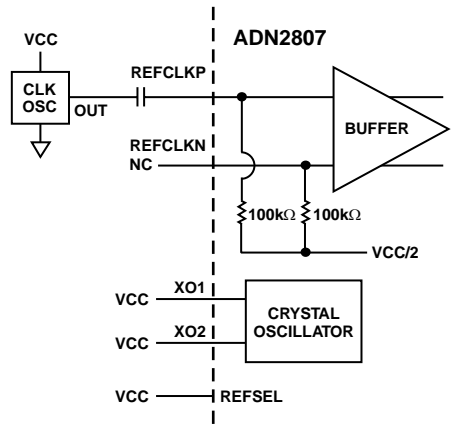 ADN2807
VCC
REFCLKP
CLK
OSC
OUT
BUFFER
REFCLKN
NC
100kΩ
100kΩ
VCC/2
XO1
VCC
CRYSTAL
OSCILLATOR
XO2
VCC
VCC
REFSEL